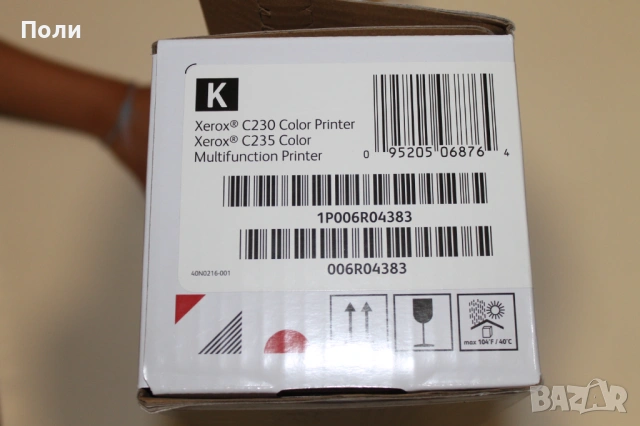 Поли
K
Xerox® C230 Color Printer
Xerox® C235 Color
Multifunction Printer
0 95205 06876 4
1P006R04383
006R04383
40N0216-001
max 104°F / 40°C
BAZAR